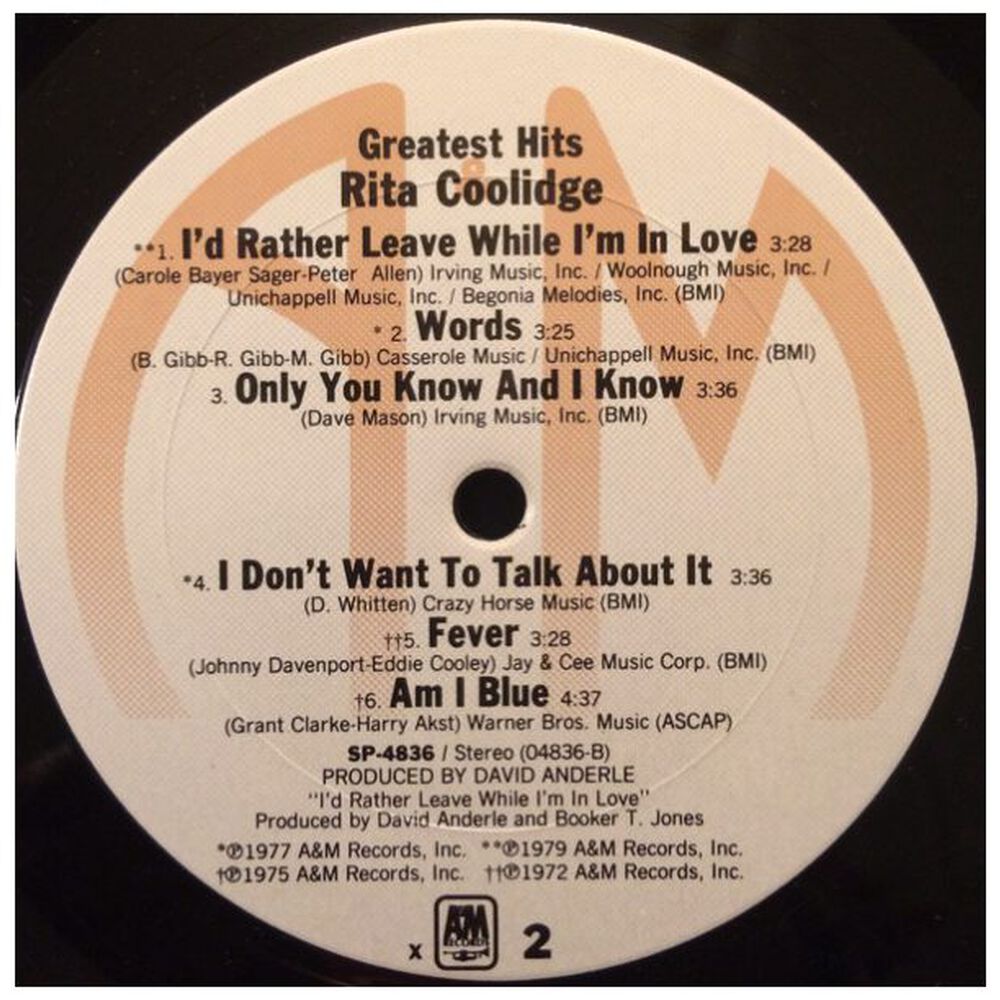 Greatest Hits
Rita Coolidge
**1. I'd Rather Leave While I'm In Love 3:28
(Carole Bayer Sager-Peter Allen) Irving Music, Inc. / Woolnough Music, Inc. /
Unichappell Music, Inc. / Begonia Melodies, Inc. (BMI)
* 2. Words 3:25
(B. Gibb-R. Gibb-M. Gibb) Casserole Music / Unichappell Music, Inc. (BMI)
3. Only You Know And I Know 3:36
(Dave Mason) Irving Music, Inc. (BMI)
*4. I Don't Want To Talk About It 3:36
(D. Whitten) Crazy Horse Music (BMI)
††5. Fever 3:28
(Johnny Davenport-Eddie Cooley) Jay & Cee Music Corp. (BMI)
†6. Am I Blue 4:37
(Grant Clarke-Harry Akst) Warner Bros. Music (ASCAP)
SP-4836 / Stereo (04836-B)
PRODUCED BY DAVID ANDERLE
"I'd Rather Leave While I'm In Love"
Produced by David Anderle and Booker T. Jones
*℗1977 A&M Records, Inc. **℗1979 A&M Records, Inc.
†℗1975 A&M Records, Inc. ††℗1972 A&M Records, Inc.
x A&M RECORDS 2